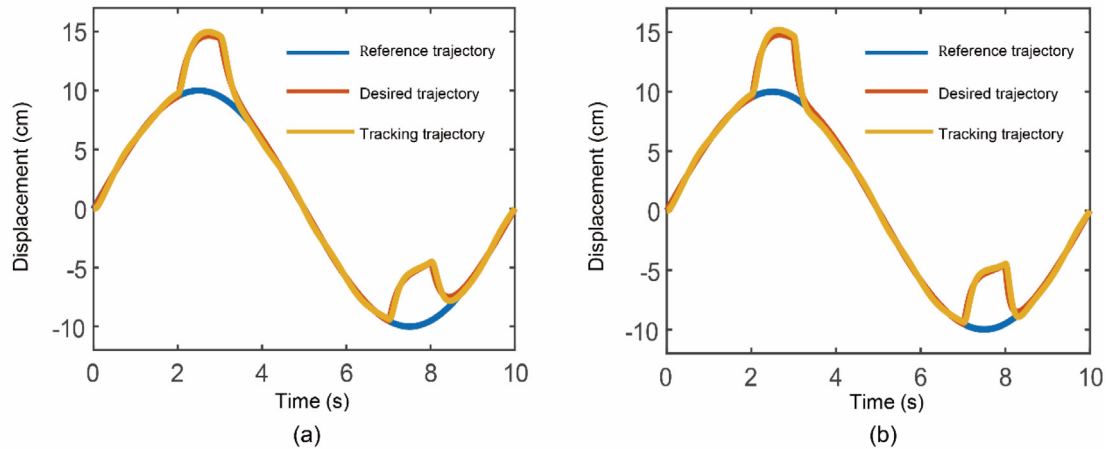 15
10
5
0
-5
-10
Displacement (cm)
Reference trajectory
Desired trajectory
Tracking trajectory
0 2 4 6 8 10
Time (s)
(a)
15
10
5
0
-5
-10
Displacement (cm)
Reference trajectory
Desired trajectory
Tracking trajectory
0 2 4 6 8 10
Time (s)
(b)